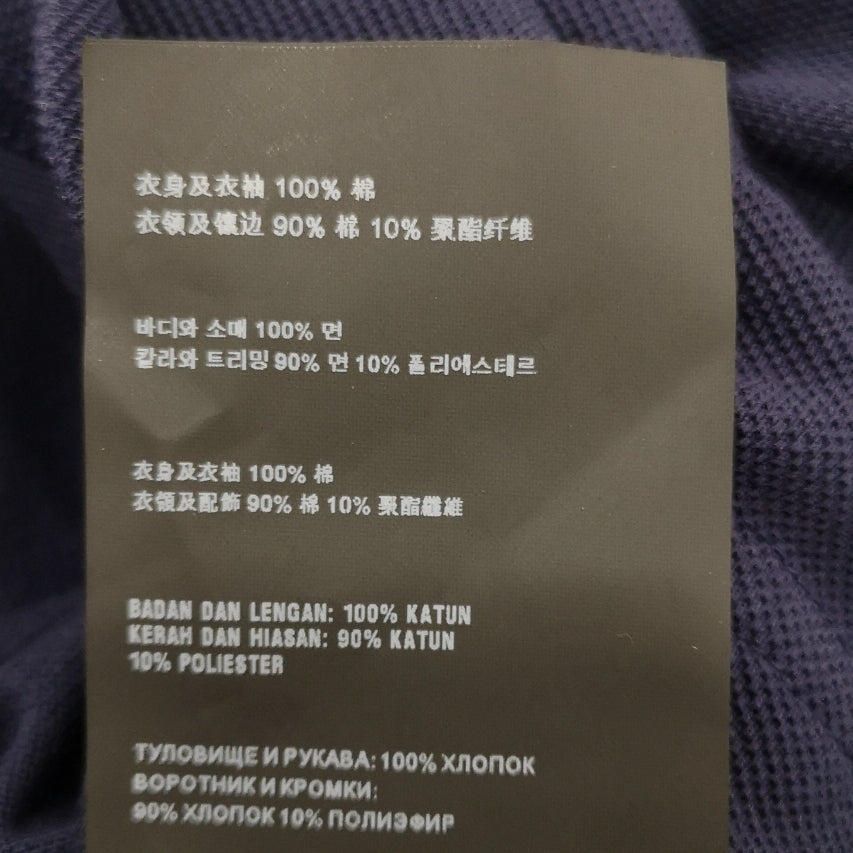 衣身及衣袖 100% 棉
衣领及镶边 90% 棉 10% 聚酯纤维
바디와 소매 100% 면
칼라와 트리밍 90% 면 10% 폴리에스테르
衣身及衣袖 100% 棉
衣領及配飾 90% 棉 10% 聚酯纖維
BADAN DAN LENGAN: 100% KATUN
KERAH DAN HIASAN: 90% KATUN
10% POLIESTER
ТУЛОВИЩЕ И РУКАВА: 100% ХЛОПОК
ВОРОТНИК И КРОМКИ:
90% ХЛОПОК 10% ПОЛИЭФИР